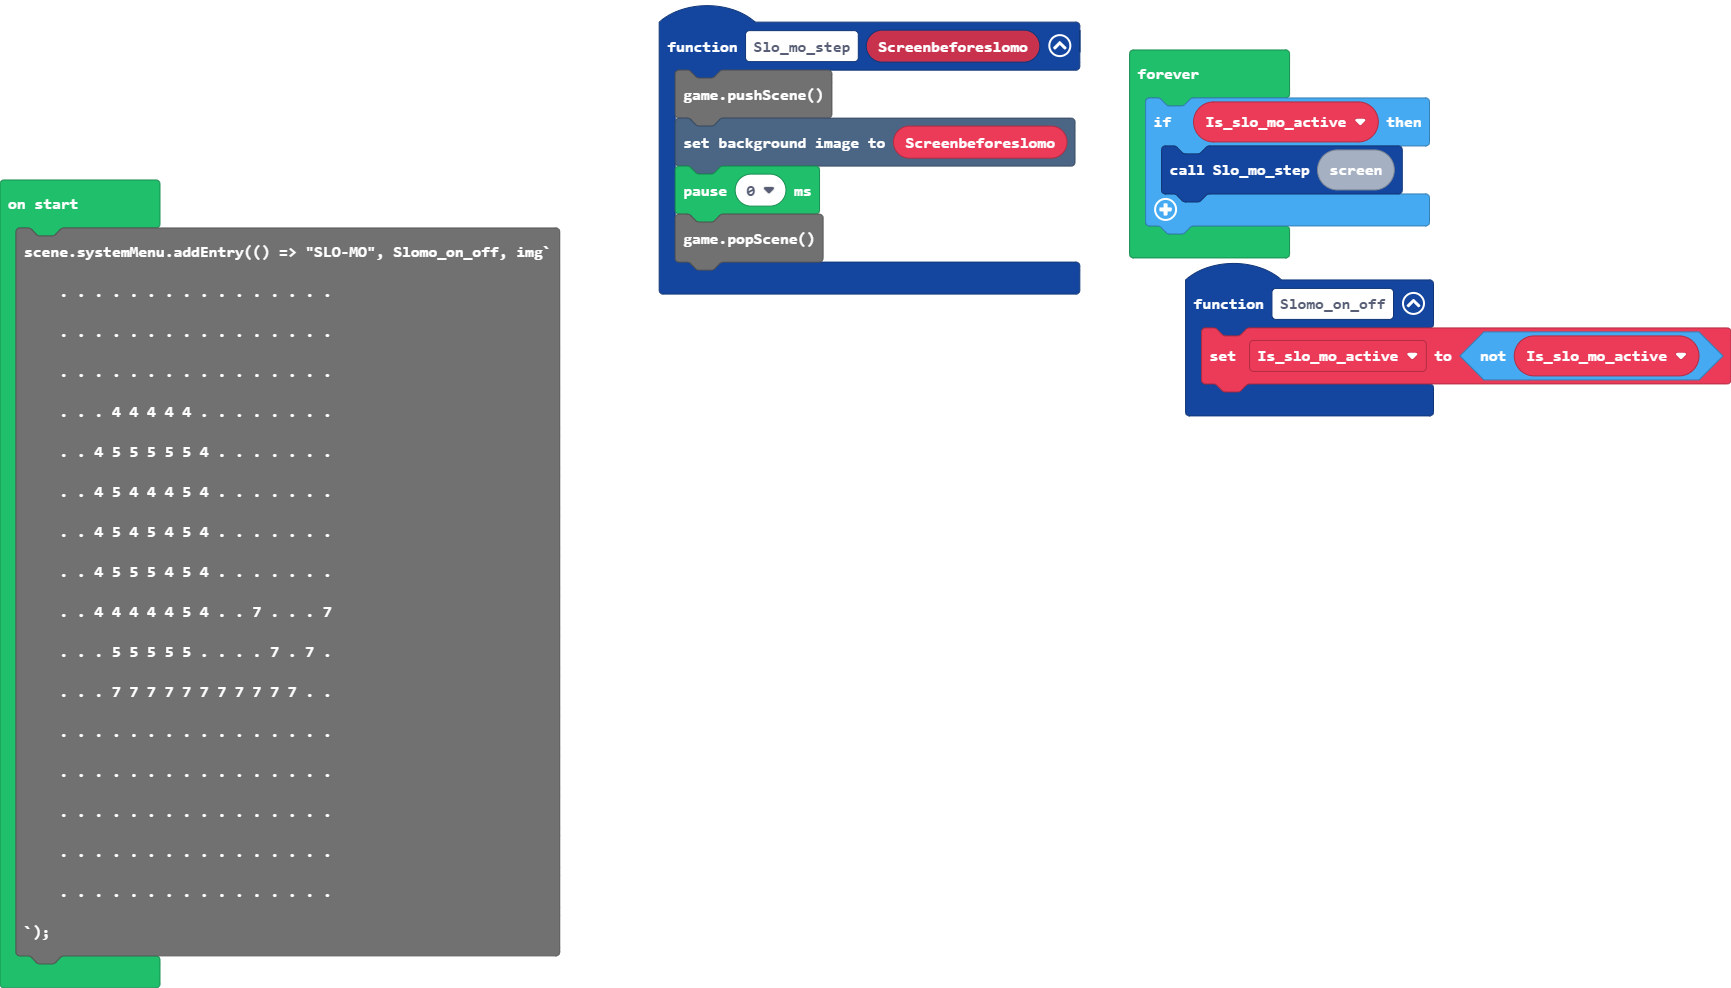 on start
scene.systemMenu.addEntry(() => "SLO-MO", Slomo_on_off, img`
. . . . . . . . . . . . . . . .
. . . . . . . . . . . . . . . .
. . . . . . . . . . . . . . . .
. . . 4 4 4 4 4 . . . . . . . .
. . 4 5 5 5 5 5 4 . . . . . . .
. . 4 5 4 4 4 5 4 . . . . . . .
. . 4 5 4 5 4 5 4 . . . . . . .
. . 4 5 5 5 4 5 4 . . . . . . .
. . 4 4 4 4 4 5 4 . . 7 . . . 7
. . . 5 5 5 5 5 . . . . 7 . 7 .
. . . 7 7 7 7 7 7 7 7 7 7 7 . .
. . . . . . . . . . . . . . . .
. . . . . . . . . . . . . . . .
. . . . . . . . . . . . . . . .
. . . . . . . . . . . . . . . .
. . . . . . . . . . . . . . . .
`);
function Slo_mo_step Screenbeforeslomo
game.pushScene()
set background image to Screenbeforeslomo
pause 0 ms
game.popScene()
forever
if Is_slo_mo_active then
call Slo_mo_step screen
function Slomo_on_off
set Is_slo_mo_active to not Is_slo_mo_active